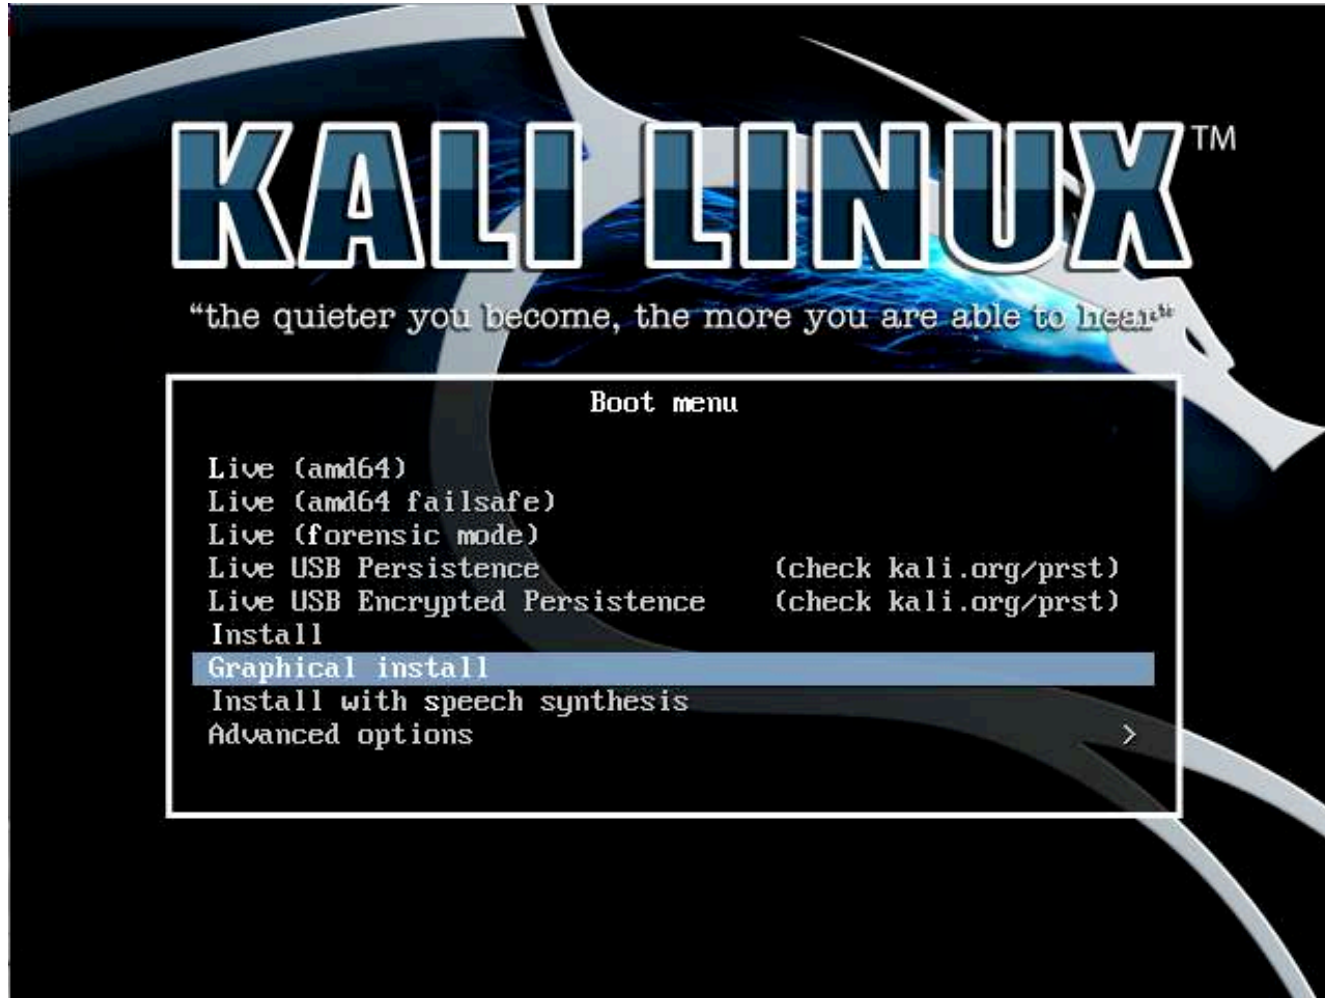 KALI LINUX™
“the quieter you become, the more you are able to hear“
Boot menu
Live (amd64)
Live (amd64 failsafe)
Live (forensic mode)
Live USB Persistence (check kali.org/prst)
Live USB Encrypted Persistence (check kali.org/prst)
Install
Graphical install
Install with speech synthesis
Advanced options >